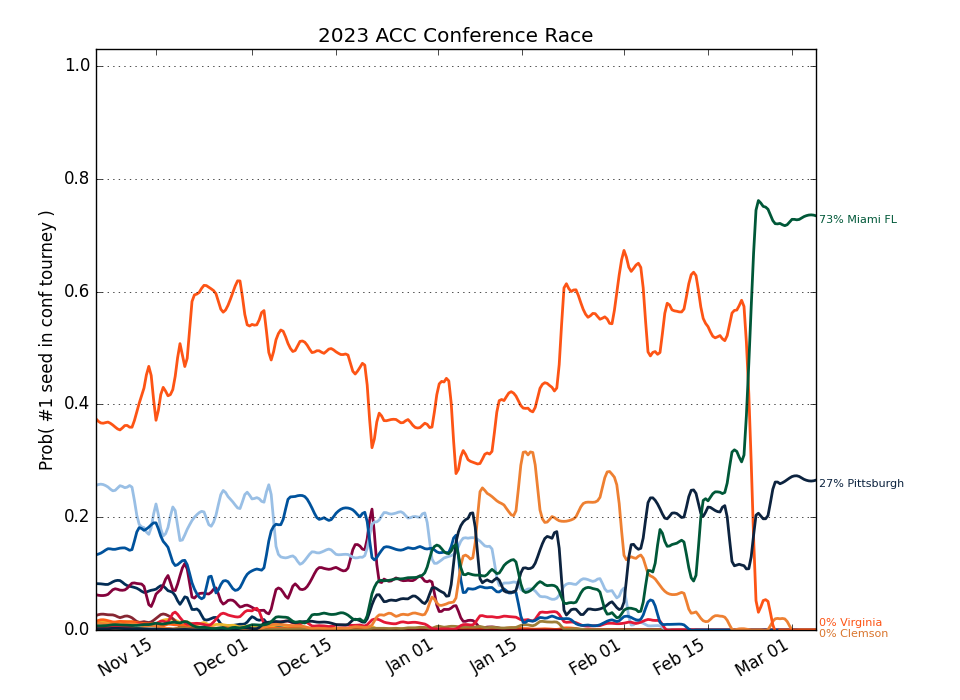 2023 ACC Conference Race
Prob( #1 seed in conf tourney )
1.0
0.8
0.6
0.4
0.2
0.0
73% Miami FL
27% Pittsburgh
0% Virginia
0% Clemson
Nov 15
Dec 01
Dec 15
Jan 01
Jan 15
Feb 01
Feb 15
Mar 01